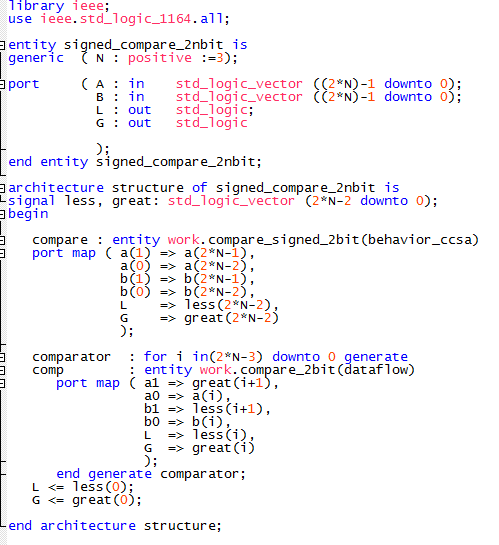 library ieee;
use ieee.std_logic_1164.all;
entity signed_compare_2nbit is
generic ( N : positive :=3);
port ( A : in std_logic_vector ((2*N)-1 downto 0);
B : in std_logic_vector ((2*N)-1 downto 0);
L : out std_logic;
G : out std_logic
);
end entity signed_compare_2nbit;
architecture structure of signed_compare_2nbit is
signal less, great: std_logic_vector (2*N-2 downto 0);
begin
compare : entity work.compare_signed_2bit(behavior_ccsa)
port map ( a(1) => a(2*N-1),
a(0) => a(2*N-2),
b(1) => b(2*N-1),
b(0) => b(2*N-2),
L => less(2*N-2),
G => great(2*N-2)
);
comparator : for i in(2*N-3) downto 0 generate
comp : entity work.compare_2bit(dataflow)
port map ( a1 => great(i+1),
a0 => a(i),
b1 => less(i+1),
b0 => b(i),
L => less(i),
G => great(i)
);
end generate comparator;
L <= less(0);
G <= great(0);
end architecture structure;